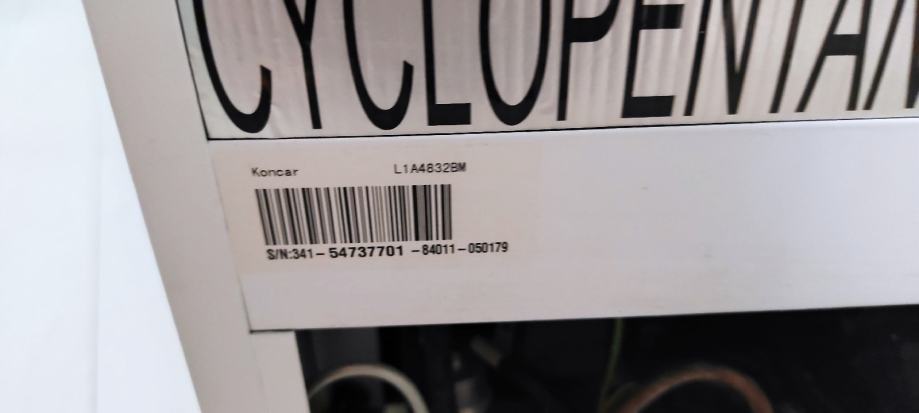 CYCLOPENTAN
Koncar L1A4832BM
S/N:341-54737701-84011-050179